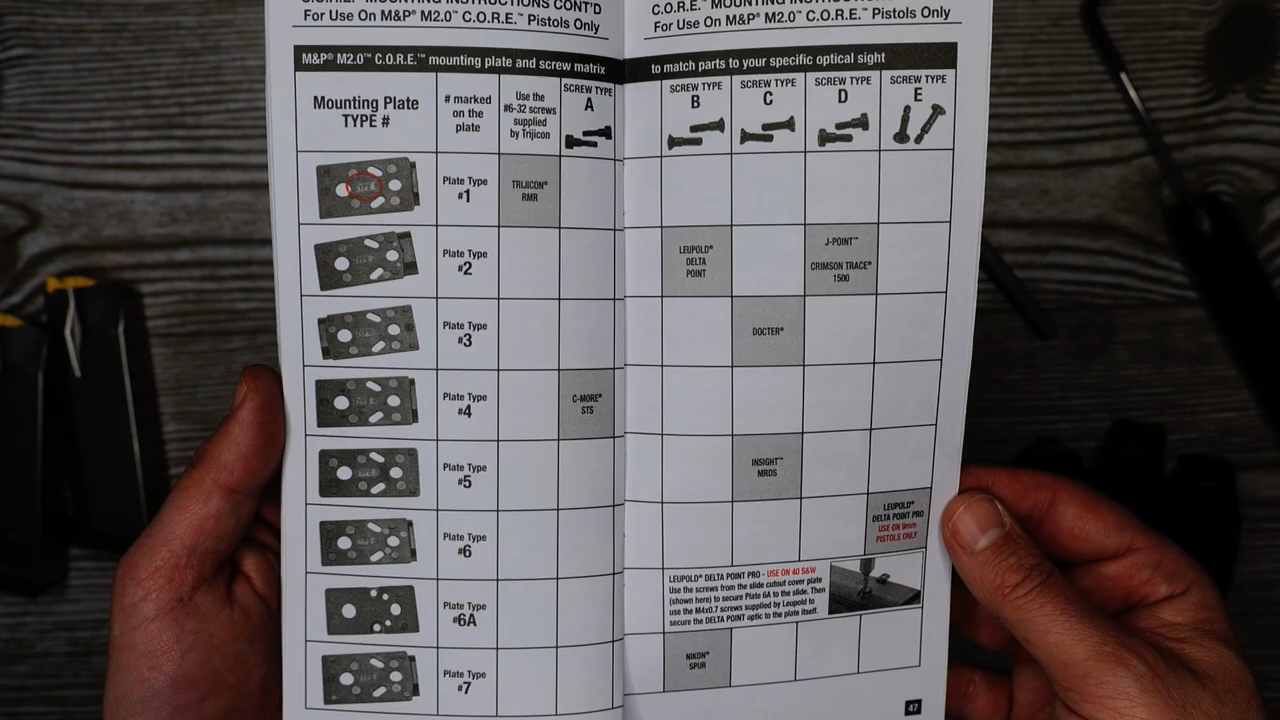 C.O.R.E.™ MOUNTING INSTRUCTIONS CONT'D
For Use On M&P® M2.0™ C.O.R.E.™ Pistols Only
M&P® M2.0™ C.O.R.E.™ mounting plate and screw matrix
Mounting Plate
TYPE #
# marked
on the
plate
Use the
#6-32 screws
supplied
by Trijicon
SCREW TYPE
A
Plate Type
#1
TRIJICON®
RMR
Plate Type
#2
Plate Type
#3
Plate Type
#4
C-MORE®
STS
Plate Type
#5
Plate Type
#6
Plate Type
#6A
Plate Type
#7
C.O.R.E.™ MOUNTING
For Use On M&P® M2.0™ C.O.R.E.™ Pistols Only
to match parts to your specific optical sight
SCREW TYPE
B
SCREW TYPE
C
SCREW TYPE
D
SCREW TYPE
E
LEUPOLD®
DELTA
POINT
J-POINT™
CRIMSON TRACE®
1500
DOCTER®
INSIGHT™
MRDS
LEUPOLD®
DELTA POINT PRO
USE ON 9mm
PISTOLS ONLY
LEUPOLD® DELTA POINT PRO - USE ON 40 S&W
Use the screws from the slide cutout cover plate
(shown here) to secure Plate 6A to the slide. Then
use the M4x0.7 screws supplied by Leupold to
secure the DELTA POINT optic to the plate itself.
NIKON®
SPUR
47